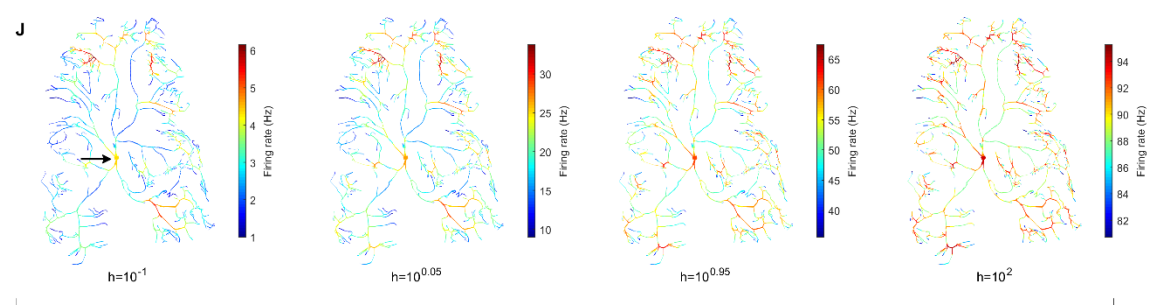 J
6
5
4
3
2
1
Firing rate (Hz)
h=10⁻¹
30
25
20
15
10
Firing rate (Hz)
h=10⁰·⁰⁵
65
60
55
50
45
40
Firing rate (Hz)
h=10⁰·⁹⁵
94
92
90
88
86
84
82
Firing rate (Hz)
h=10²